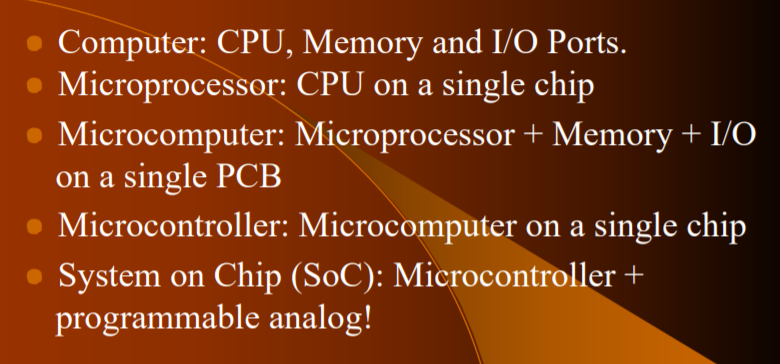 Computer: CPU, Memory and I/O Ports.
Microprocessor: CPU on a single chip
Microcomputer: Microprocessor + Memory + I/O
on a single PCB
Microcontroller: Microcomputer on a single chip
System on Chip (SoC): Microcontroller +
programmable analog!